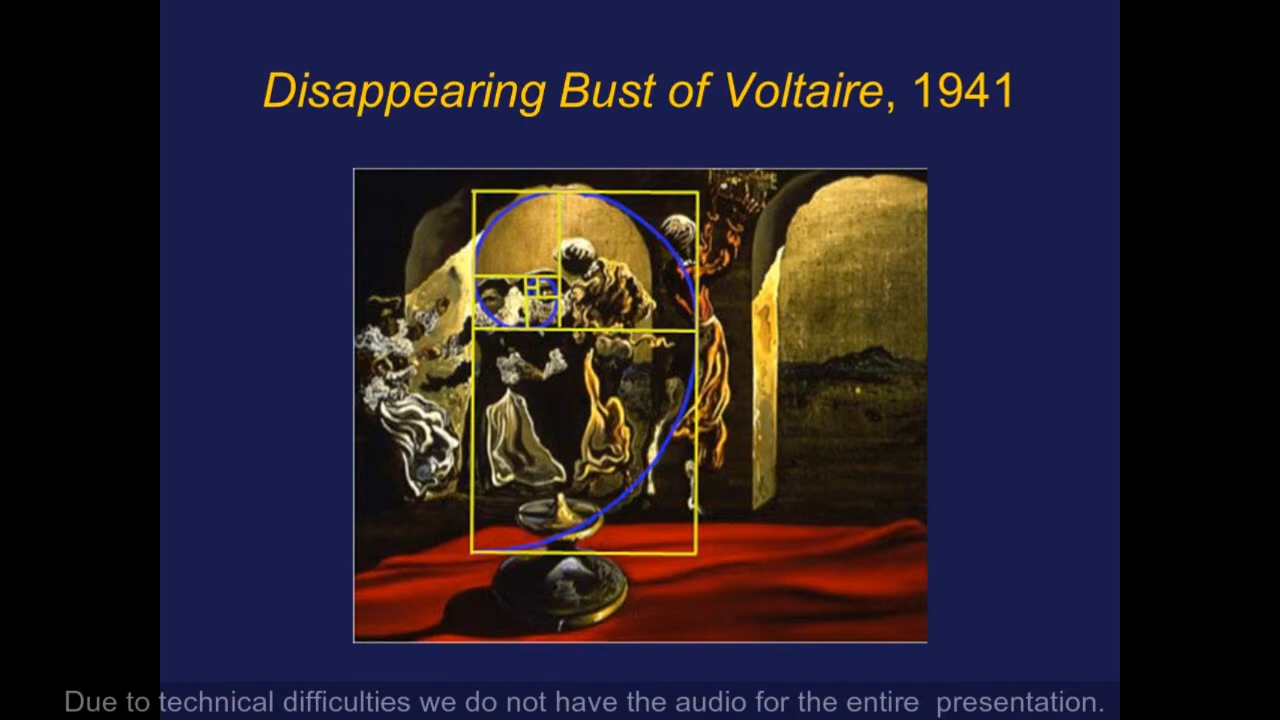 Disappearing Bust of Voltaire, 1941
Due to technical difficulties we do not have the audio for the entire presentation.